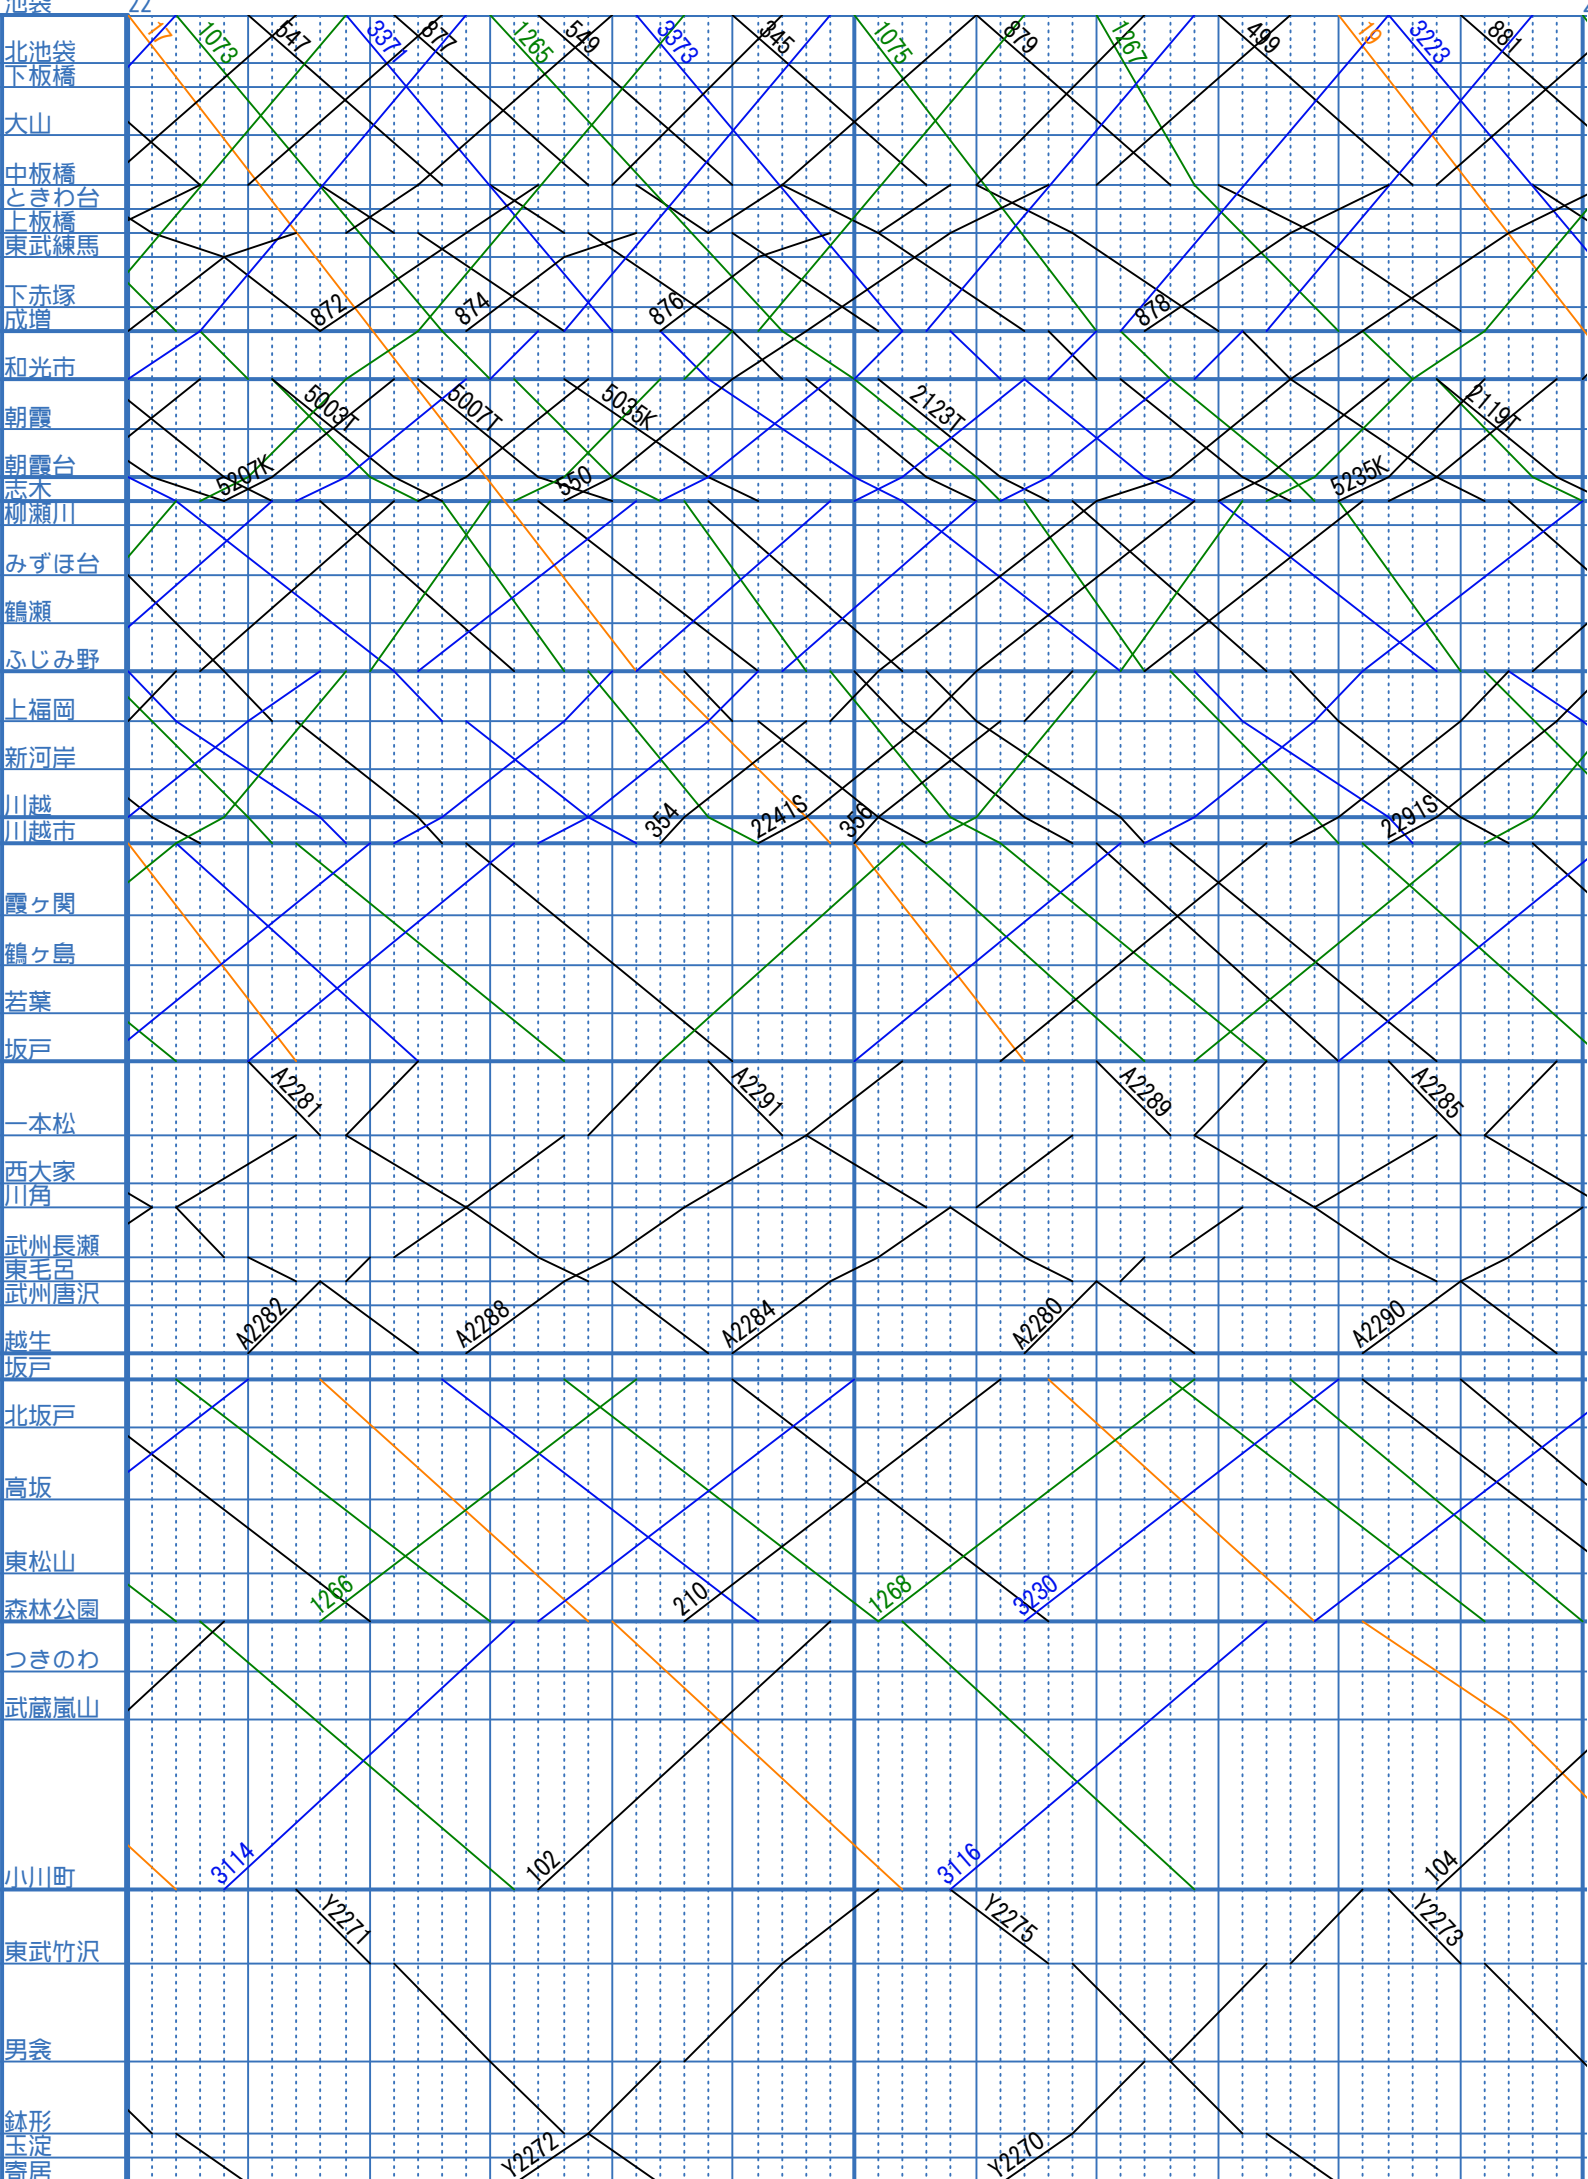 池袋 22
17 1073 547 3371 877 1265 549 3373 345 1075 879 1267 499 19 3223 881
北池袋
下板橋
大山
中板橋
ときわ台
上板橋
東武練馬
下赤塚
872 874 876 878
成増
和光市
5003T 5007T 5035K 2123T 2119T
朝霞
朝霞台
5207K 550 5235K
志木
柳瀬川
みずほ台
鶴瀬
ふじみ野
上福岡
新河岸
川越
354 2241S 356 2291S
川越市
霞ヶ関
鶴ヶ島
若葉
坂戸
A2281 A2291 A2289 A2285
一本松
西大家
川角
武州長瀬
東毛呂
武州唐沢
A2282 A2288 A2284 A2280 A2290
越生
坂戸
北坂戸
高坂
東松山
1266 210 1268 3230
森林公園
つきのわ
武蔵嵐山
3114 102 3116 104
小川町
Y2271 Y2275 Y2273
東武竹沢
男衾
鉢形
玉淀
Y2272 Y2270
寄居